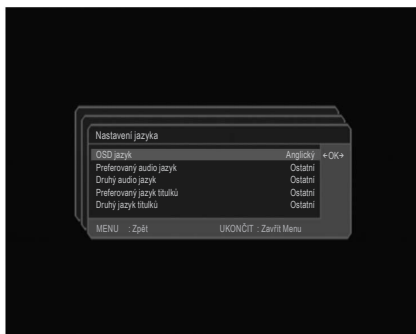 Nastavení jazyka
OSD jazyk Anglický ←OK→
Preferovaný audio jazyk Ostatní
Druhý audio jazyk Ostatní
Preferovaný jazyk titulků Ostatní
Druhý jazyk titulků Ostatní
MENU : Zpět UKONČIT : Zavřít Menu